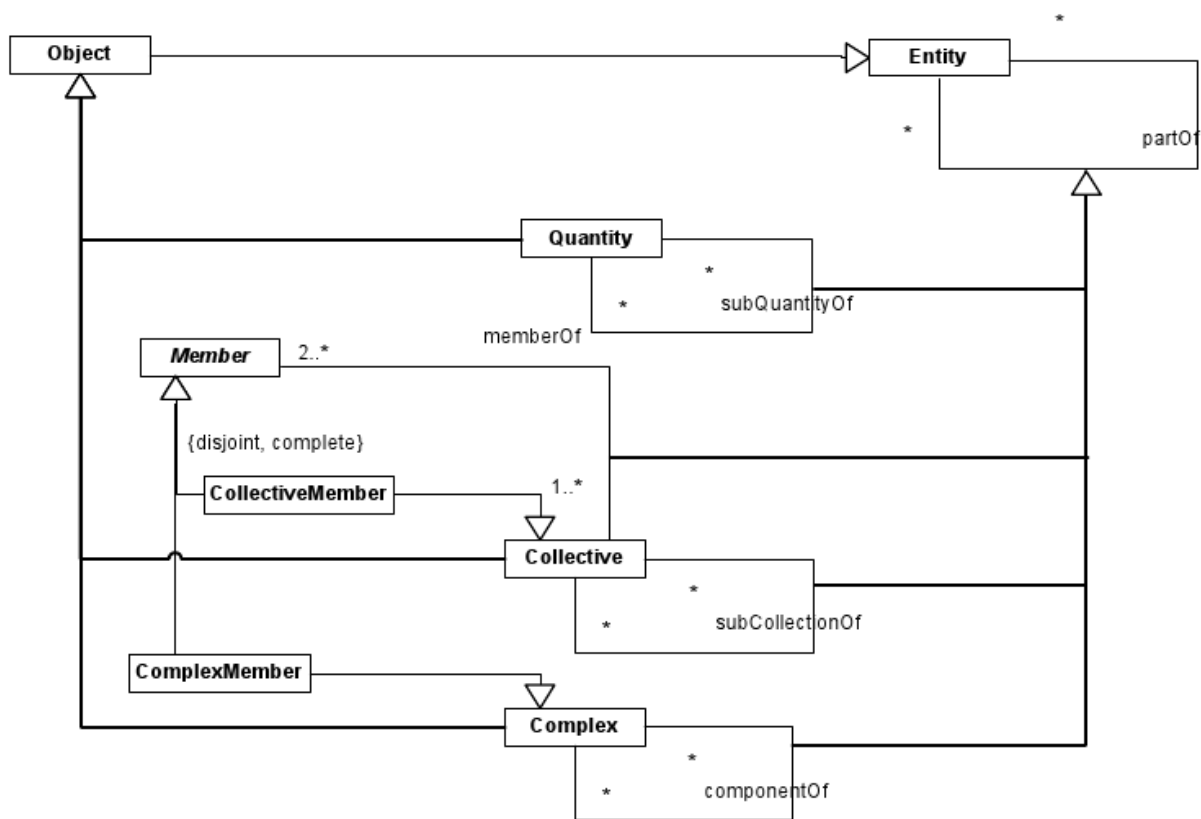 *
Object
Entity
*
partOf
Quantity
*
* subQuantityOf
memberOf
Member
2..*
{disjoint, complete}
CollectiveMember
1..*
Collective
*
* subCollectionOf
ComplexMember
Complex
*
* componentOf